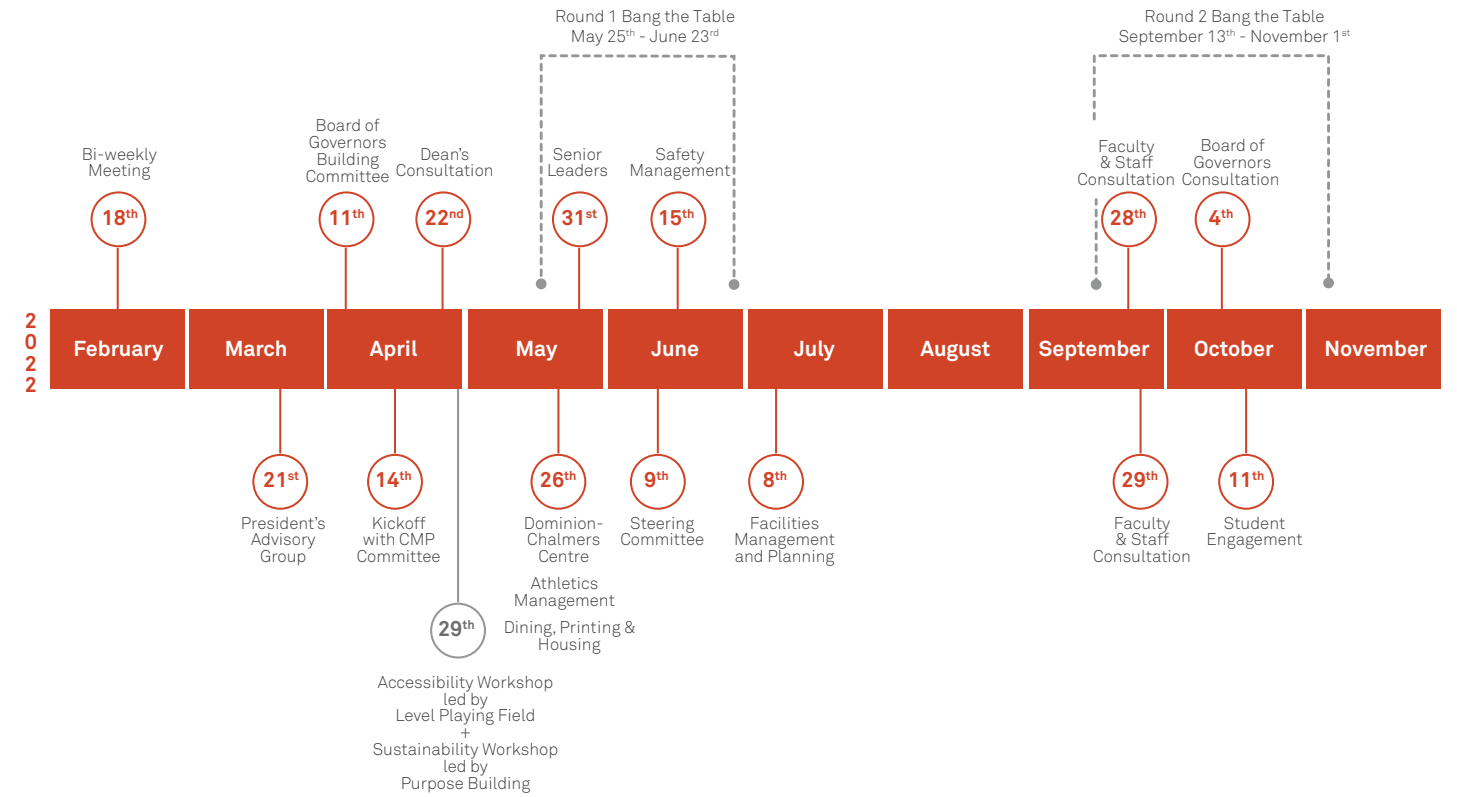 Round 1 Bang the Table
May 25th - June 23rd
Round 2 Bang the Table
September 13th - November 1st
Bi-weekly
Meeting
18th
Board of
Governors
Building
Committee
11th
Dean’s
Consultation
22nd
Senior
Leaders
31st
Safety
Management
15th
Faculty
& Staff
Consultation
28th
Board of
Governors
Consultation
4th
2
0
2
2
February
March
April
May
June
July
August
September
October
November
21st
President’s
Advisory
Group
14th
Kickoff
with CMP
Committee
29th
Accessibility Workshop
led by
Level Playing Field
+
Sustainability Workshop
led by
Purpose Building
26th
Dominion-
Chalmers
Centre
Athletics
Management
Dining, Printing &
Housing
9th
Steering
Committee
8th
Facilities
Management
and Planning
29th
Faculty
& Staff
Consultation
11th
Student
Engagement